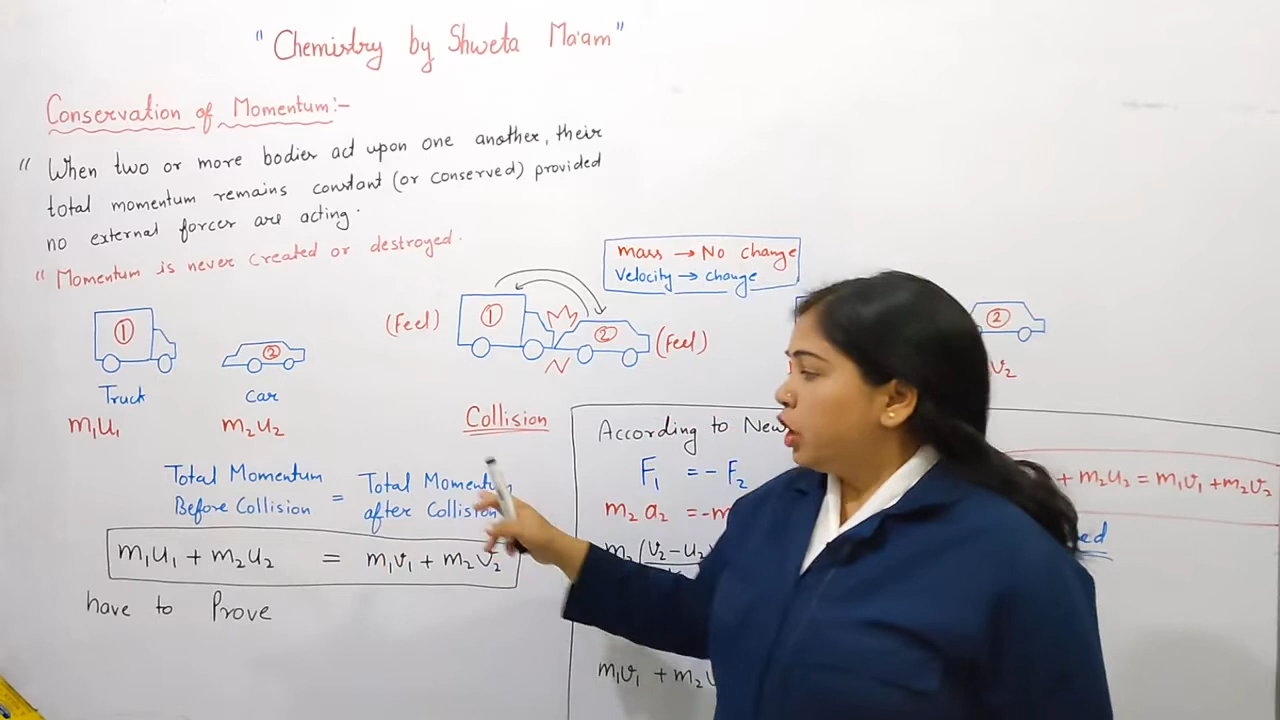 "Chemistry by Shweta Ma'am"
Conservation of Momentum:-
" When two or more bodies act upon one another, their
total momentum remains constant (or conserved) provided
no external forces are acting.
" Momentum is never created or destroyed.
mass → No change
Velocity → change
(Feel) ① ② (Feel)
① ②
②
Truck car
m₁u₁ m₂u₂
v₂
Collision
Total Momentum = Total Momentum
Before Collision after Collision
m₁u₁ + m₂u₂ = m₁v₁ + m₂v₂
have to Prove
According to
F₁ = - F₂
m₂ a₂ = -
m₂ (v₂ - u₂)
m₁v₁ + m₂
+ m₂u₂ = m₁v₁ + m₂v₂